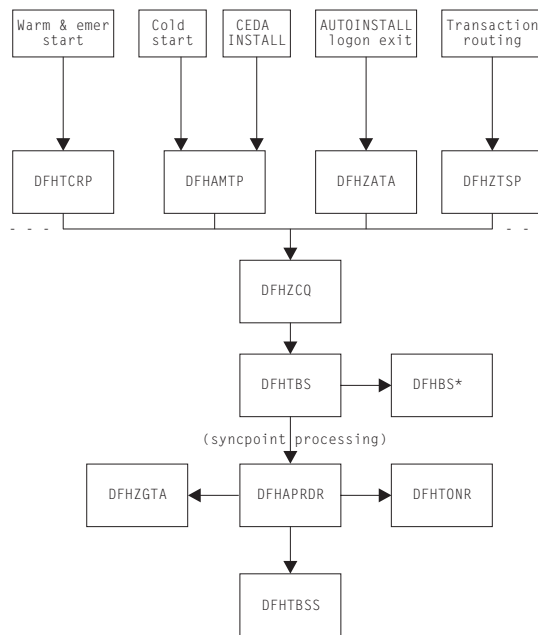 Warm & emer
start
Cold
start
CEDA
INSTALL
AUTOINSTALL
logon exit
Transaction
routing
DFHTCRP
DFHAMTP
DFHZATA
DFHZTSP
DFHZCQ
DFHTBS
DFHBS*
(syncpoint processing)
DFHZGTA
DFHAPRDR
DFHTONR
DFHTBSS